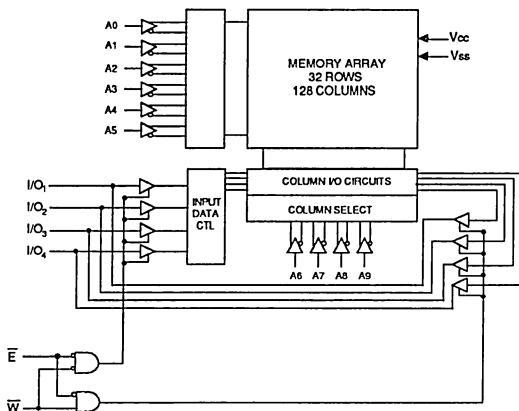 A0
A1
A2
A3
A4
A5
MEMORY ARRAY
32 ROWS
128 COLUMNS
VCC
VSS
I/O1
I/O2
I/O3
I/O4
INPUT
DATA
CTL
COLUMN I/O CIRCUITS
COLUMN SELECT
A6 A7 A8 A9
E
W